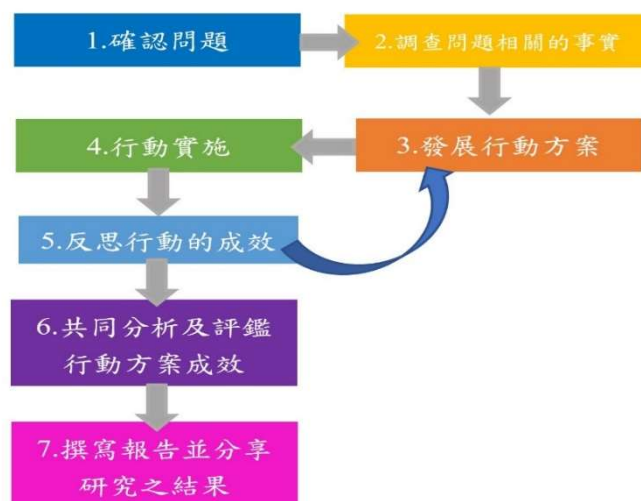 1.確認問題
2.調查問題相關的事實
3.發展行動方案
4.行動實施
5.反思行動的成效
6.共同分析及評鑑
行動方案成效
7.撰寫報告並分享
研究之結果